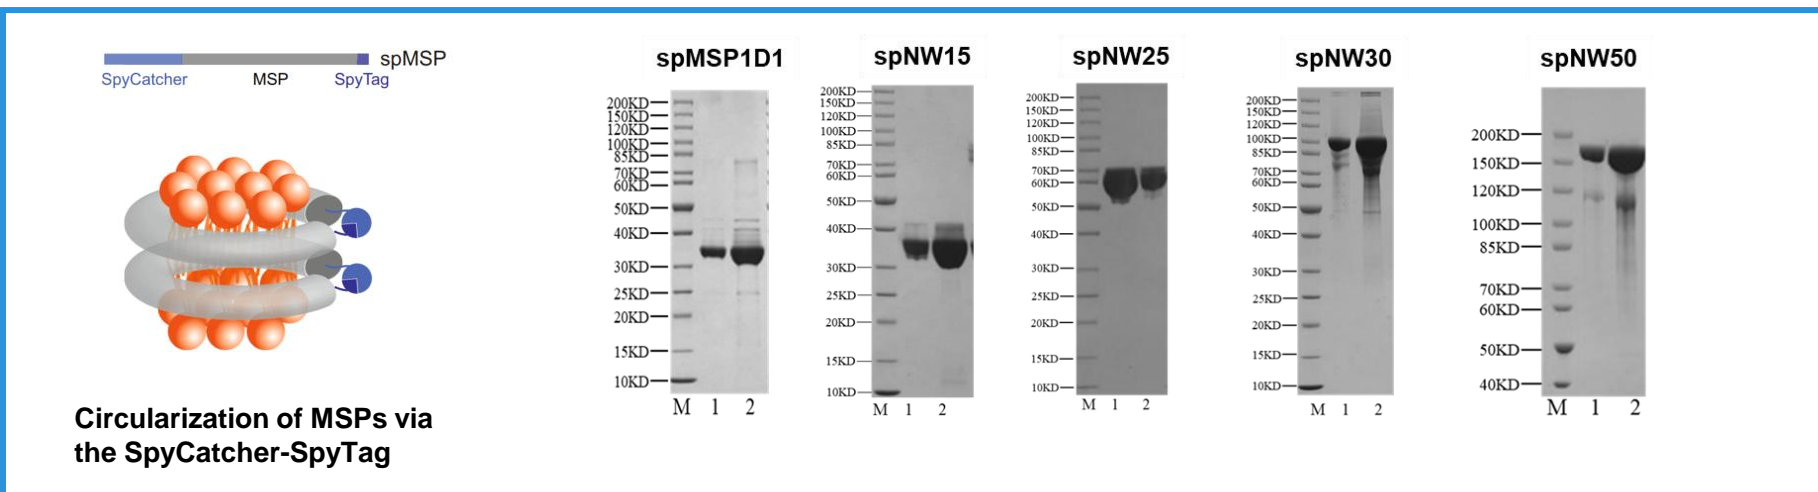 spMSP
SpyCatcher MSP SpyTag
Circularization of MSPs via
the SpyCatcher-SpyTag
spMSP1D1
200KD
150KD
120KD
100KD
85KD
70KD
60KD
50KD
40KD
30KD
25KD
20KD
15KD
10KD
M 1 2
spNW15
200KD
150KD
120KD
100KD
85KD
70KD
60KD
50KD
40KD
30KD
25KD
20KD
15KD
10KD
M 1 2
spNW25
200KD
150KD
120KD
100KD
85KD
70KD
60KD
50KD
40KD
30KD
25KD
20KD
15KD
10KD
M 1 2
spNW30
200KD
150KD
120KD
100KD
85KD
70KD
60KD
50KD
40KD
30KD
25KD
20KD
15KD
10KD
M 1 2
spNW50
200KD
150KD
120KD
100KD
85KD
70KD
60KD
50KD
40KD
M 1 2